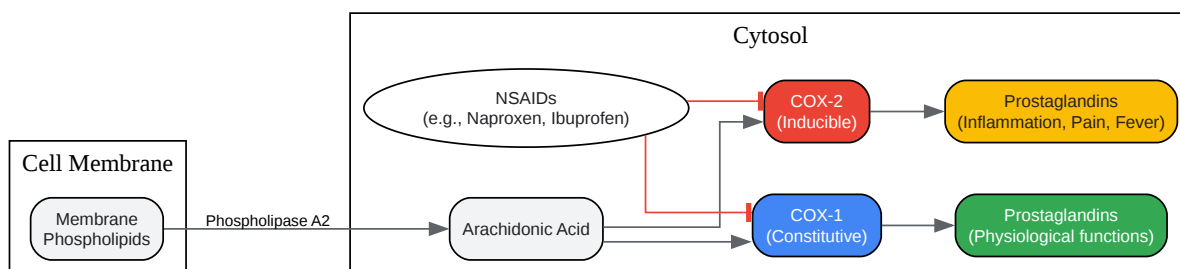 Cytosol
NSAIDs
(e.g., Naproxen, Ibuprofen)
COX-2
(Inducible)
Prostaglandins
(Inflammation, Pain, Fever)
Cell Membrane
Membrane
Phospholipids
Phospholipase A2
Arachidonic Acid
COX-1
(Constitutive)
Prostaglandins
(Physiological functions)